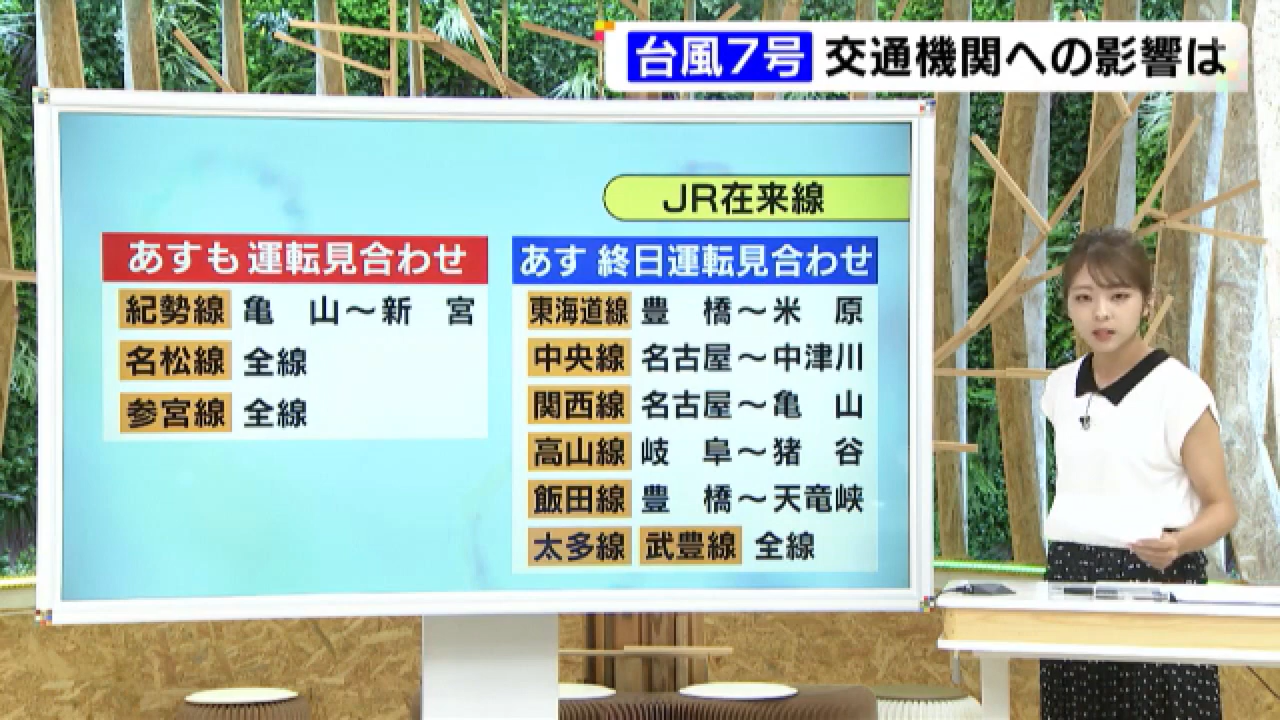 台風7号 交通機関への影響は
JR在来線
あすも 運転見合わせ
紀勢線 亀山～新宮
名松線 全線
参宮線 全線
あす 終日運転見合わせ
東海道線 豊橋～米原
中央線 名古屋～中津川
関西線 名古屋～亀山
高山線 岐阜～猪谷
飯田線 豊橋～天竜峡
太多線 武豊線 全線